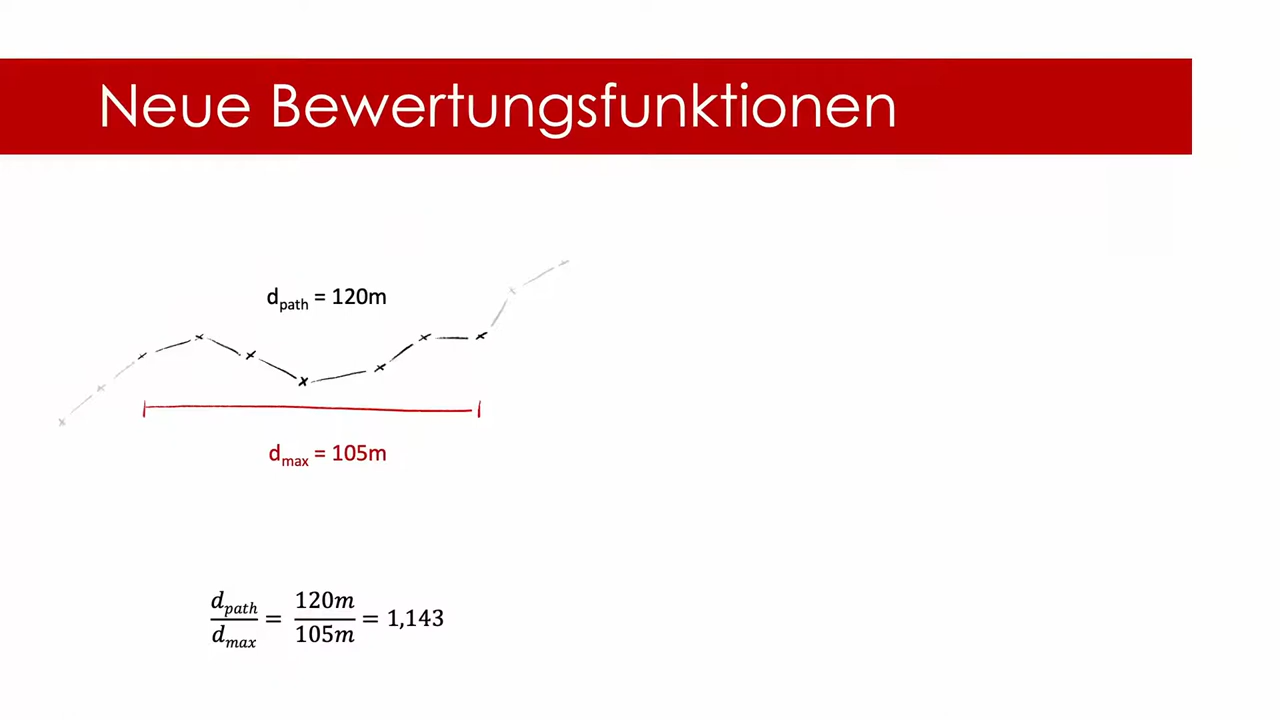 Neue Bewertungsfunktionen
d_path = 120m
d_max = 105m
d_path / d_max = 120m / 105m = 1,143